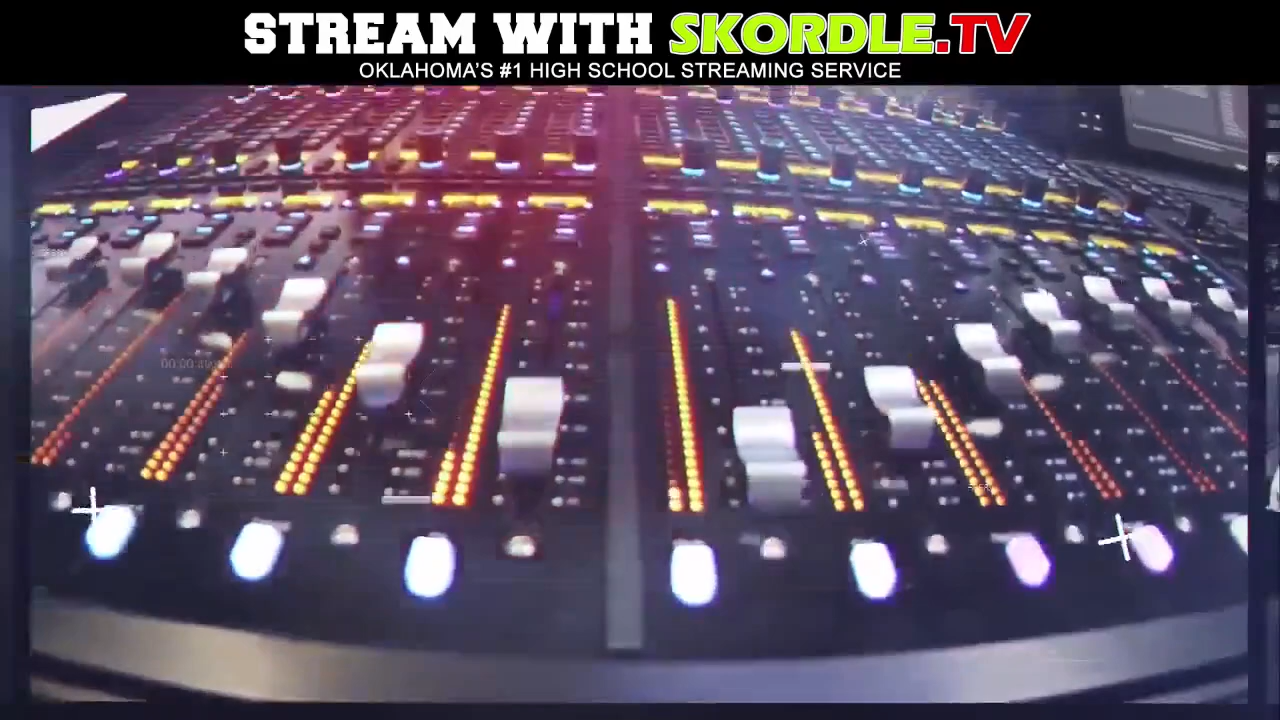 STREAM WITH SKORDLE.TV
OKLAHOMA'S #1 HIGH SCHOOL STREAMING SERVICE